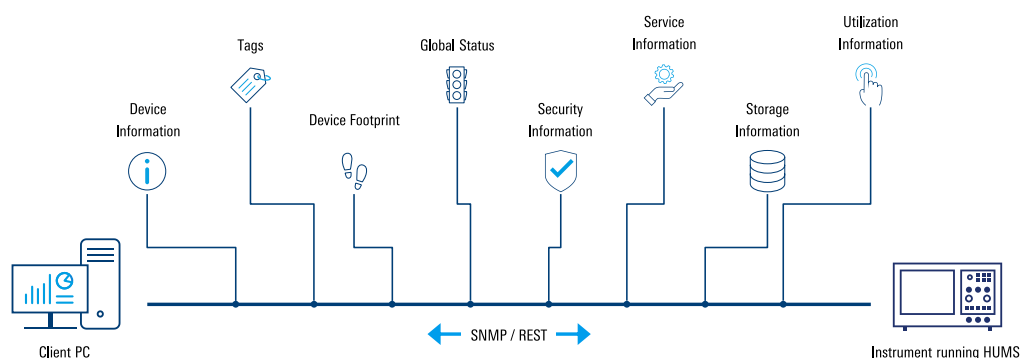 Tags
Global Status
Service
Information
Utilization
Information
Device
Information
Device Footprint
Security
Information
Storage
Information
SNMP / REST
Client PC
Instrument running HUMS